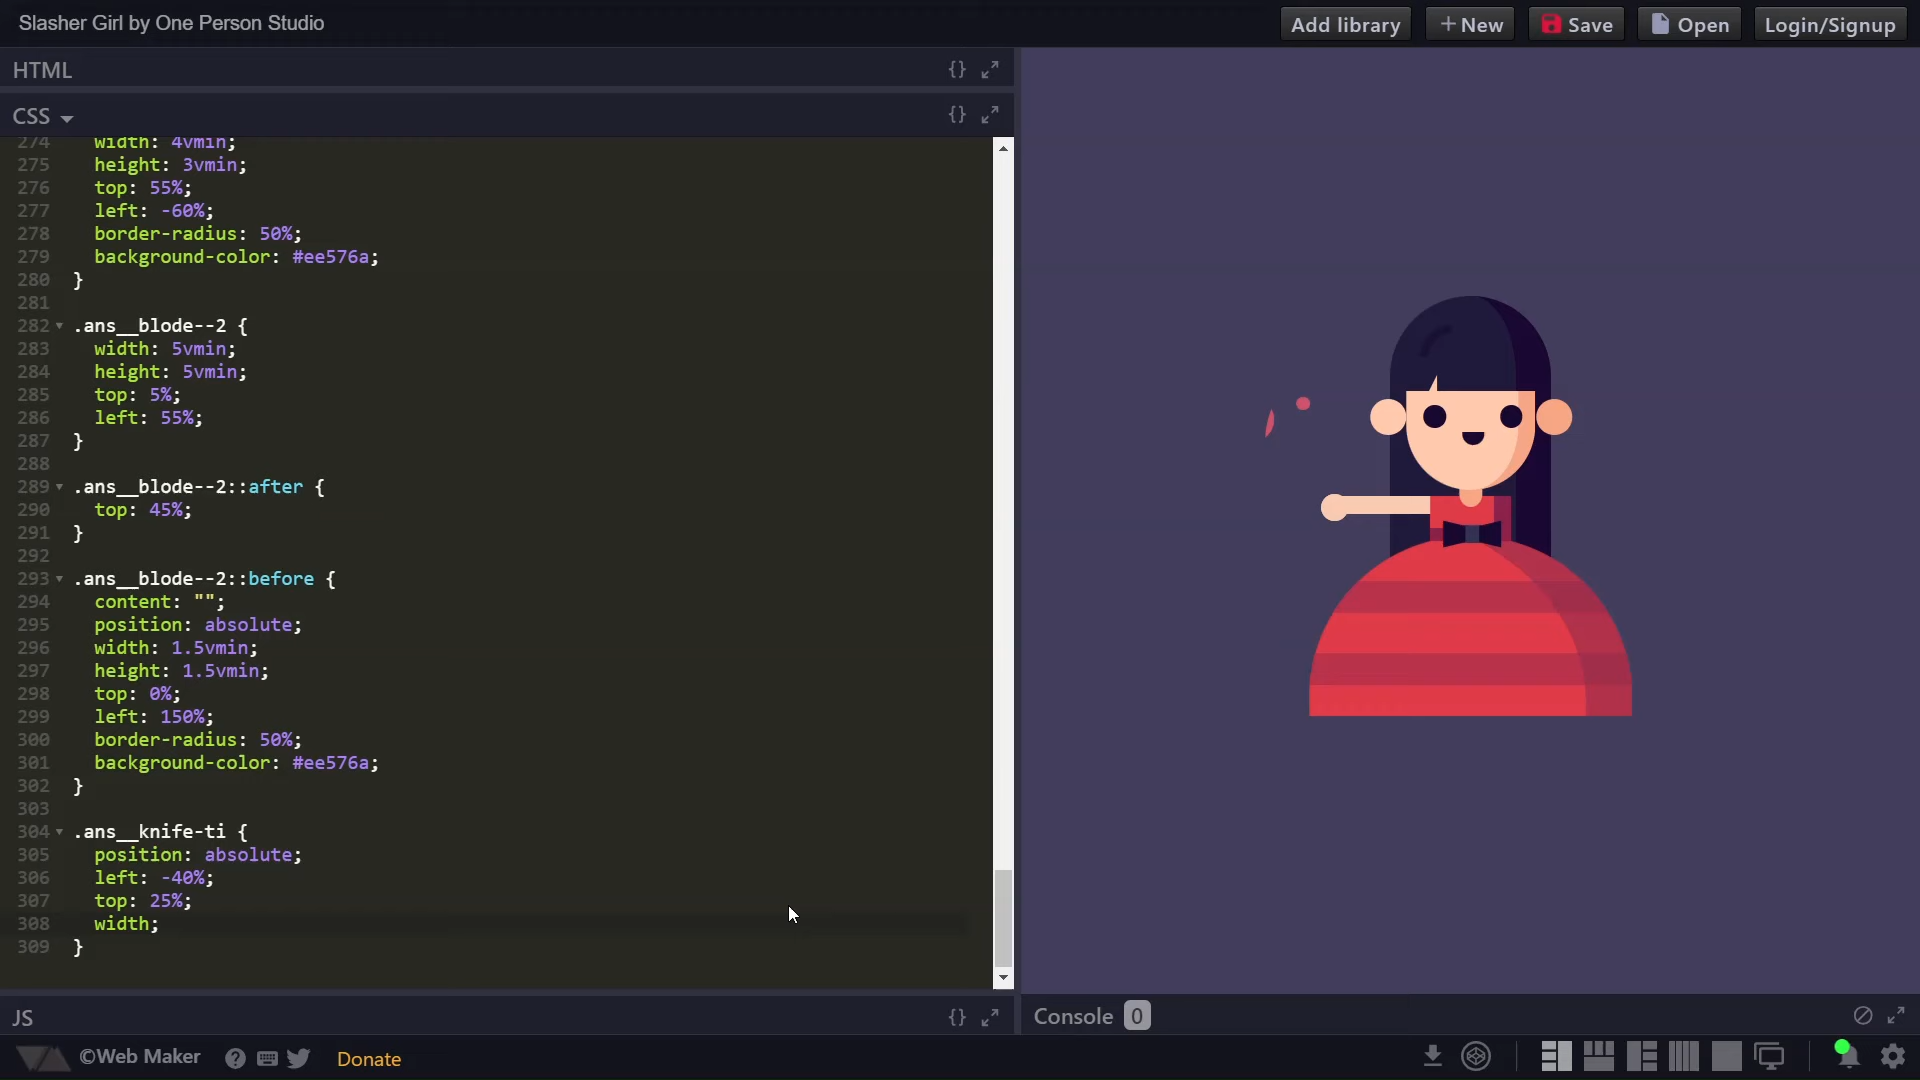 Slasher Girl by One Person Studio
Add library
+ New
Save
Open
Login/Signup
HTML
{}
CSS
{}
274 width: 4vmin;
275 height: 3vmin;
276 top: 55%;
277 left: -60%;
278 border-radius: 50%;
279 background-color: #ee576a;
280 }
281
282 .ans__blode--2 {
283 width: 5vmin;
284 height: 5vmin;
285 top: 5%;
286 left: 55%;
287 }
288
289 .ans__blode--2::after {
290 top: 45%;
291 }
292
293 .ans__blode--2::before {
294 content: "";
295 position: absolute;
296 width: 1.5vmin;
297 height: 1.5vmin;
298 top: 0%;
299 left: 150%;
300 border-radius: 50%;
301 background-color: #ee576a;
302 }
303
304 .ans__knife-ti {
305 position: absolute;
306 left: -40%;
307 top: 25%;
308 width;
309 }
JS
{}
Console 0
©Web Maker
?
Donate